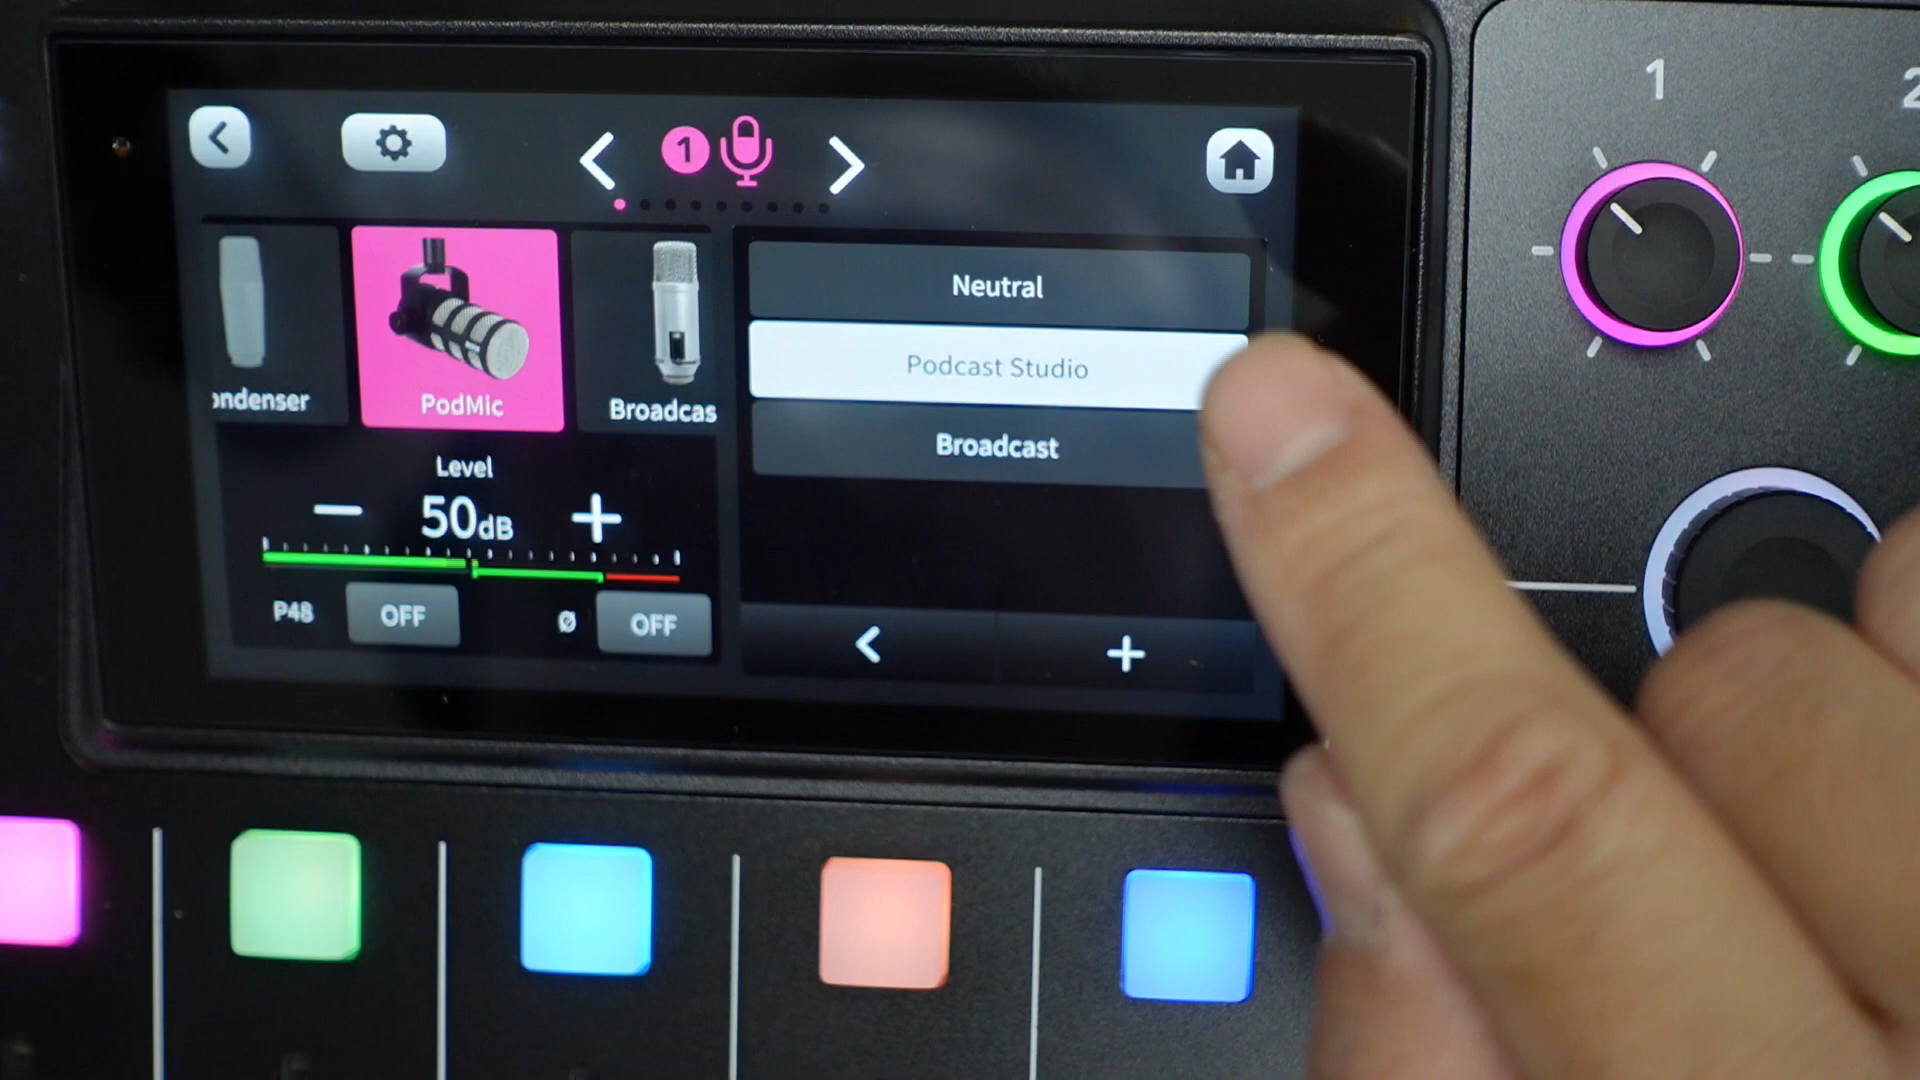 1
2
1
Neutral
Podcast Studio
ondenser
PodMic
Broadcas
Broadcast
Level
50dB
P48
OFF
Ø
OFF